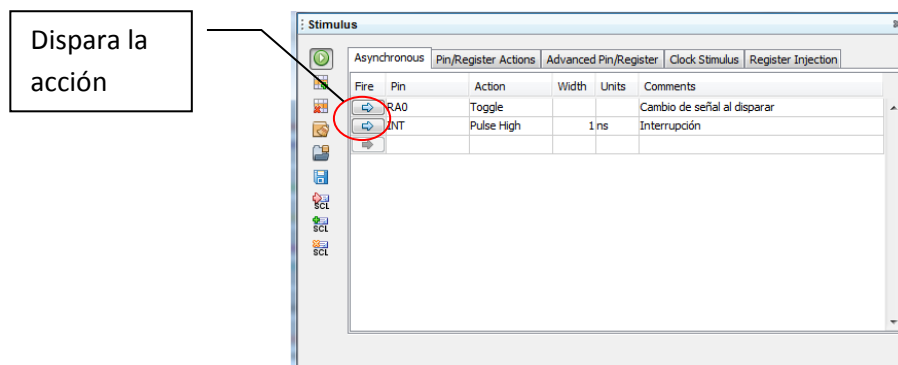 Dispara la
acción
Stimulus
Asynchronous Pin/Register Actions Advanced Pin/Register Clock Stimulus Register Injection
Fire Pin Action Width Units Comments
RA0 Toggle Cambio de señal al disparar
INT Pulse High 1 ns Interrupción
SCL
SCL
SCL